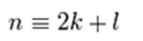 n ≡ 2k + l